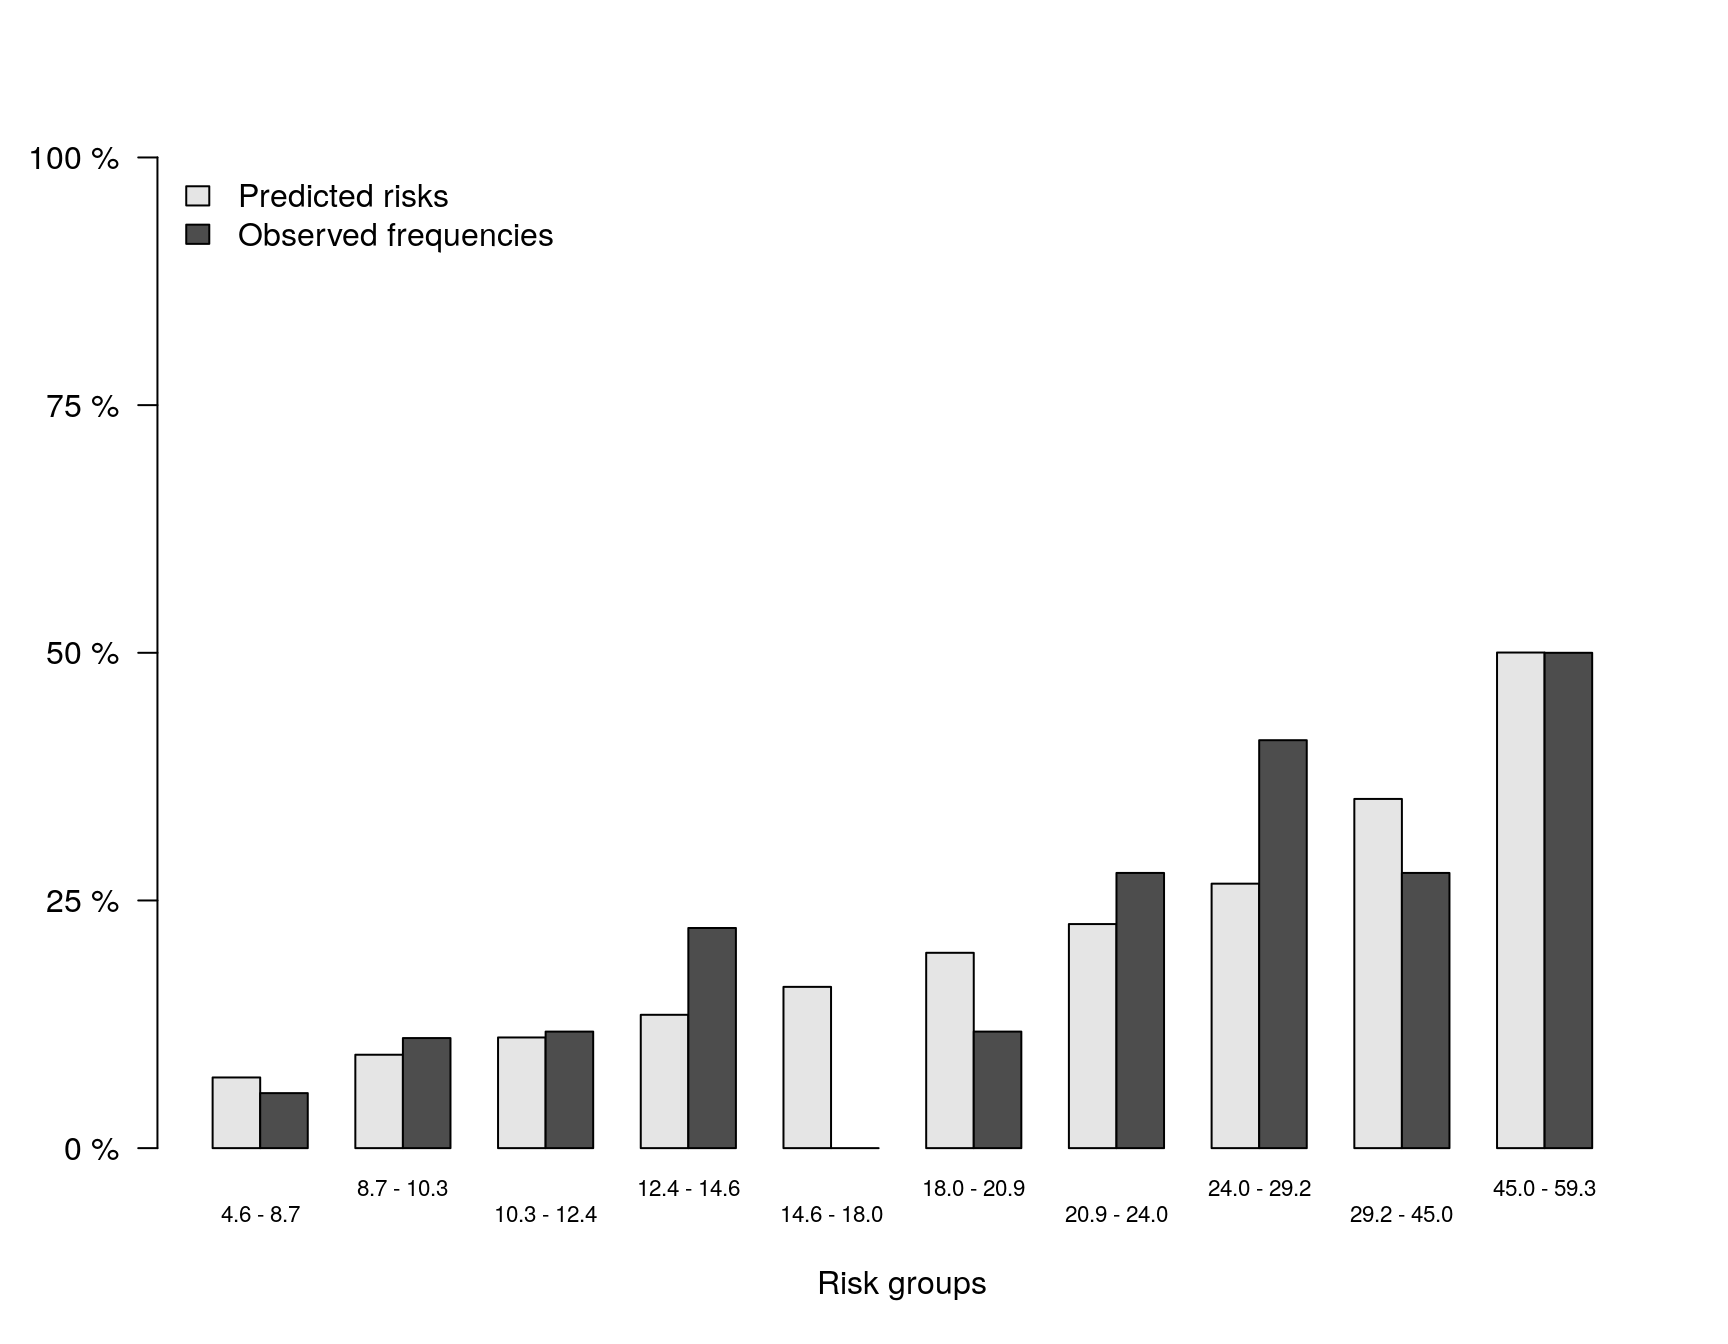 100 %
Predicted risks
Observed frequencies
75 %
50 %
25 %
0 %
8.7 - 10.3
12.4 - 14.6
18.0 - 20.9
24.0 - 29.2
45.0 - 59.3
4.6 - 8.7
10.3 - 12.4
14.6 - 18.0
20.9 - 24.0
29.2 - 45.0
Risk groups